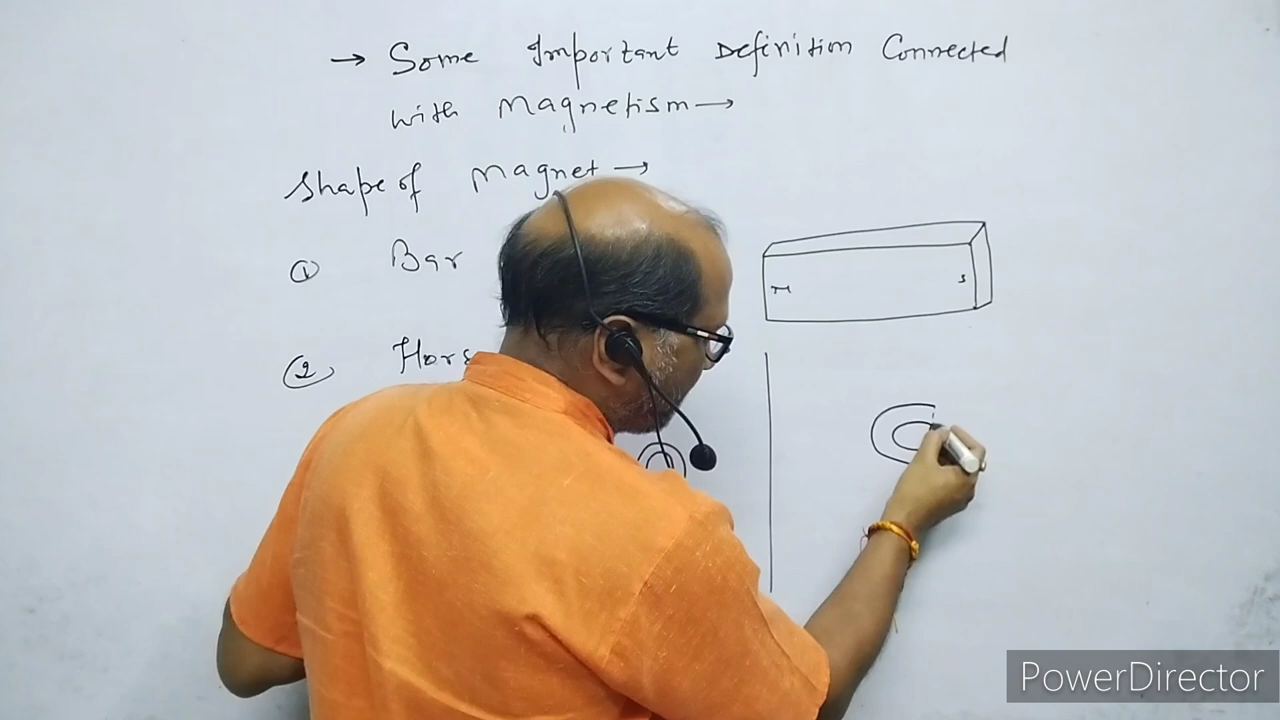 → Some Important Definition Connected
with Magnetism →
Shape of Magnet →
① Bar
N S
② Hors
PowerDirector